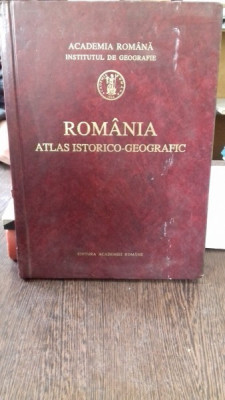 ACADEMIA ROMÂNĂ
INSTITUTUL DE GEOGRAFIE
ROMÂNIA
ATLAS ISTORICO-GEOGRAFIC
EDITURA ACADEMIEI ROMÂNE